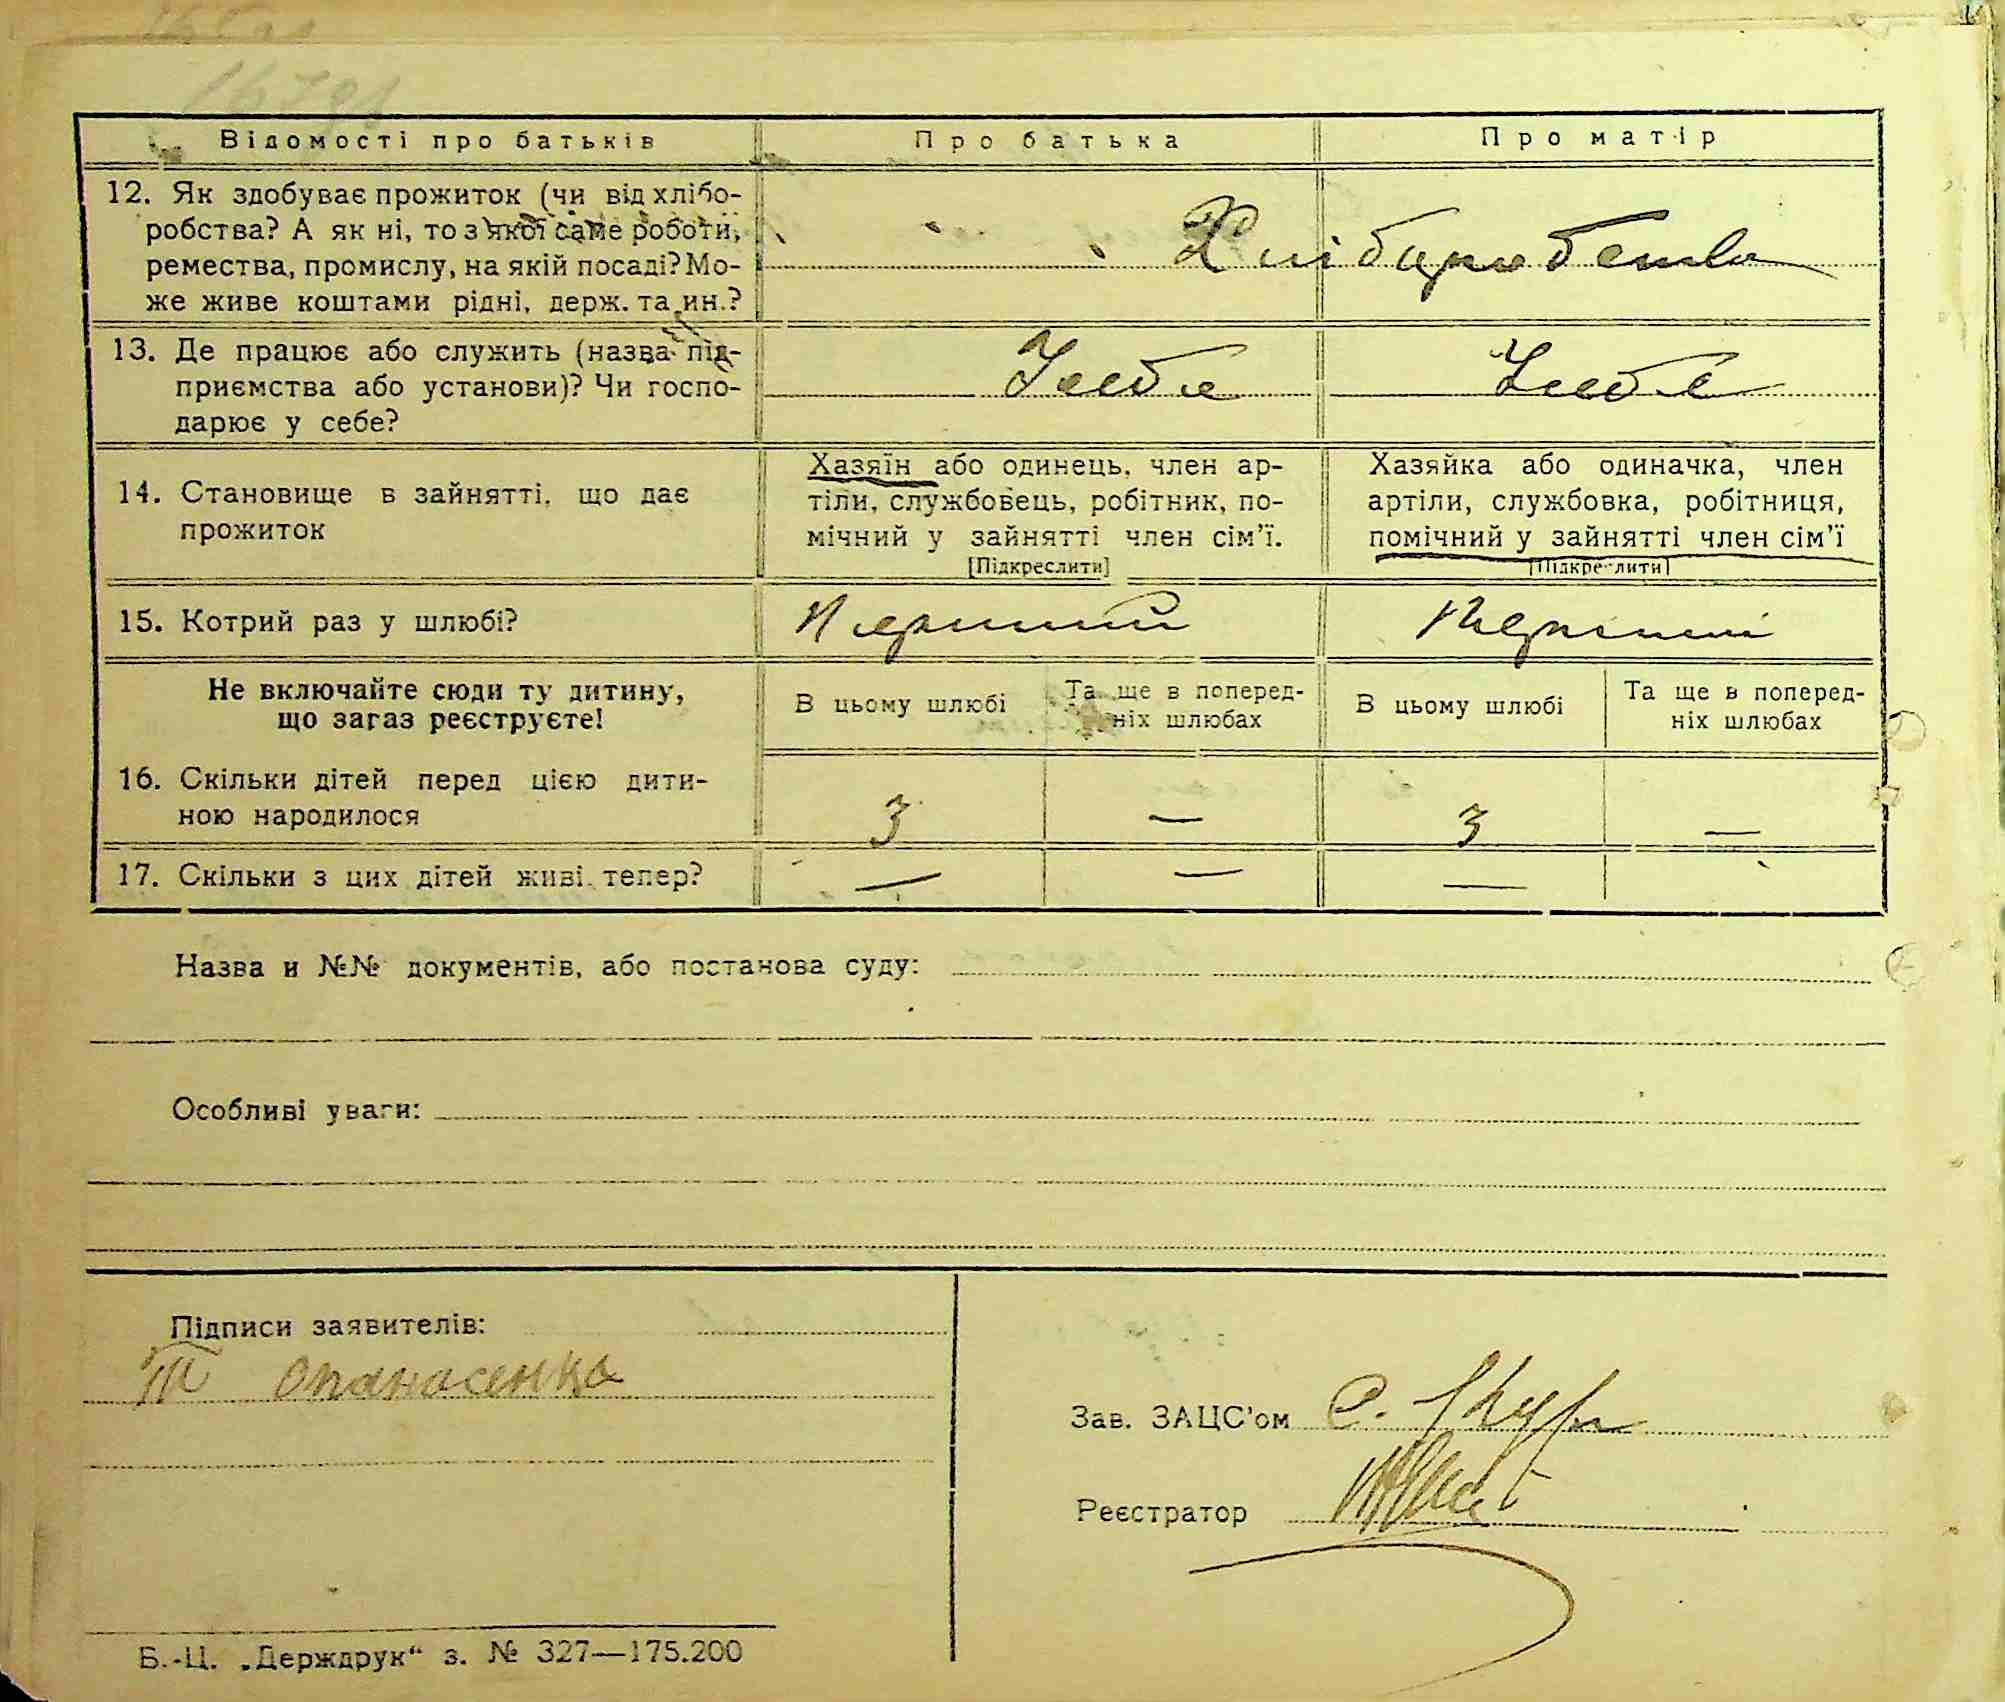 Відомості про батьків
Про батька
Про матір
12. Як здобуває прожиток (чи від хлібо-
робства? А як ні, то з якої саме роботи,
ремества, промислу, на якій посаді? Мо-
же живе коштами рідні, держ. та ин.?
Хлібаробства
13. Де працює або служить (назва під-
приємства або установи)? Чи госпо-
дарює у себе?
Усебе
Усебе
14. Становище в зайнятті, що дає
прожиток
Хазяїн або одинець, член ар-
тіли, службовець, робітник, по-
мічний у зайнятті член сім'ї.
[Підкреслити]
Хазяйка або одиначка, член
артіли, службовка, робітниця,
помічний у зайнятті член сім'ї
[Підкреслити]
15. Котрий раз у шлюбі?
Перший
Перший
Не включайте сюди ту дитину,
що загаз реєструєте!
В цьому шлюбі
Та ще в поперед-
ніх шлюбах
В цьому шлюбі
Та ще в поперед-
ніх шлюбах
16. Скільки дітей перед цією дити-
ною народилося
3
—
3
—
17. Скільки з цих дітей живі тепер?
—
—
—
Назва и №№ документів, або постанова суду:
Особливі уваги:
Підписи заявителів:
Опанасенко
Зав. ЗАЦС'ом С.
Реєстратор
Б.-Ц. „Держдрук“ з. № 327—175.200